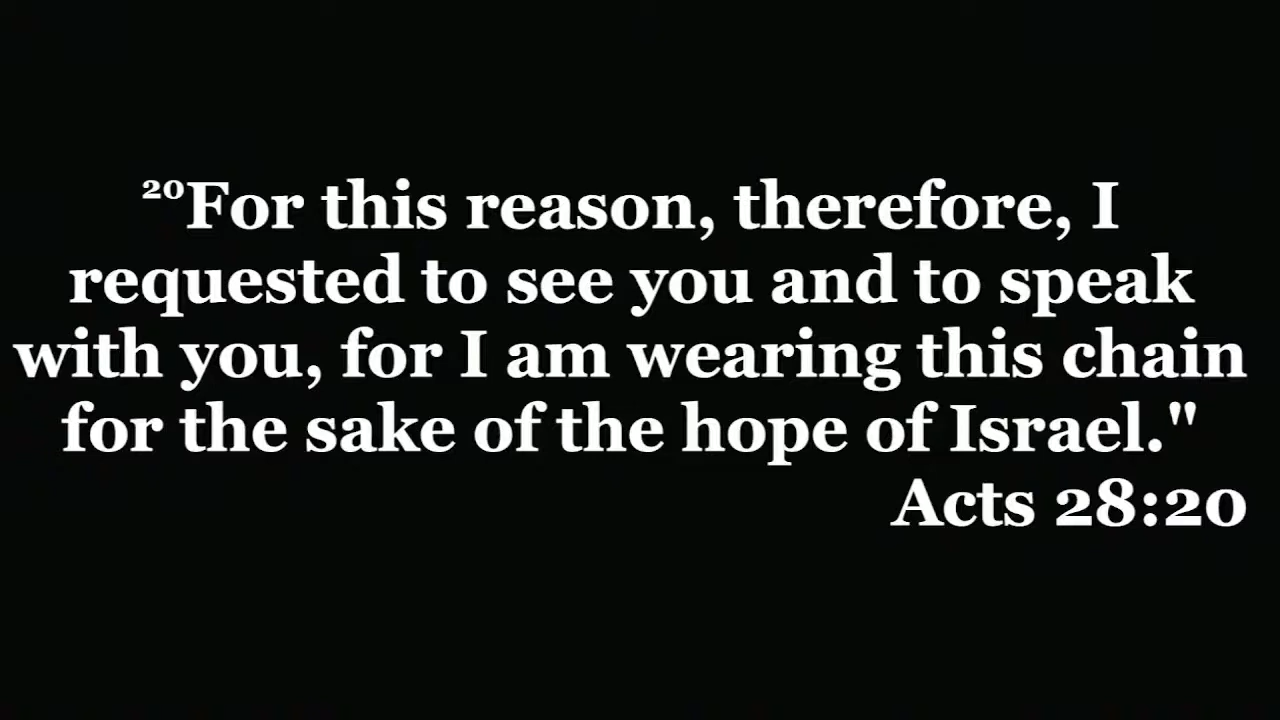 ²⁰For this reason, therefore, I
requested to see you and to speak
with you, for I am wearing this chain
for the sake of the hope of Israel."
Acts 28:20